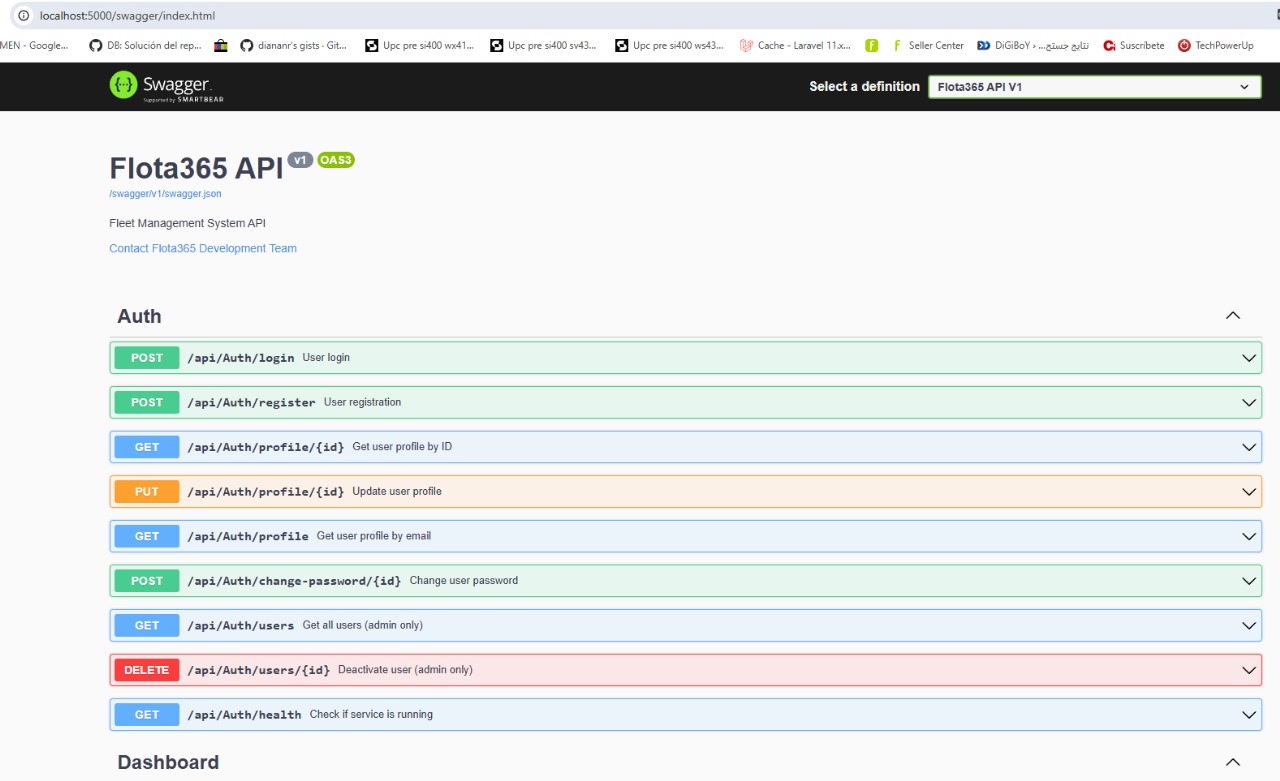 localhost:5000/swagger/index.html
MEN - Google... DB: Solución del rep... diananr's gists · Git... Upc pre si400 wx41... Upc pre si400 sv43... Upc pre si400 ws43... Cache - Laravel 11.x... Seller Center DiGiBoY › ...نتایج جستج Suscríbete TechPowerUp
Swagger.
Supported by SMARTBEAR
Select a definition
Flota365 API V1
Flota365 API v1 OAS3
/swagger/v1/swagger.json
Fleet Management System API
Contact Flota365 Development Team
Auth
POST /api/Auth/login User login
POST /api/Auth/register User registration
GET /api/Auth/profile/{id} Get user profile by ID
PUT /api/Auth/profile/{id} Update user profile
GET /api/Auth/profile Get user profile by email
POST /api/Auth/change-password/{id} Change user password
GET /api/Auth/users Get all users (admin only)
DELETE /api/Auth/users/{id} Deactivate user (admin only)
GET /api/Auth/health Check if service is running
Dashboard